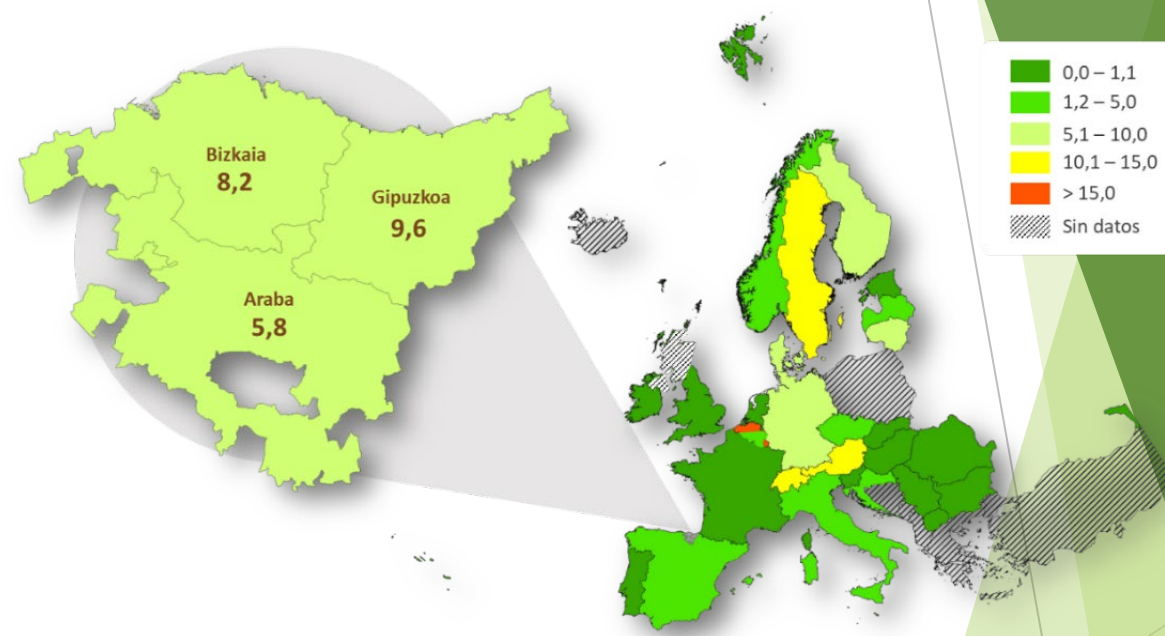 Bizkaia
8,2
Gipuzkoa
9,6
Araba
5,8
0,0 – 1,1
1,2 – 5,0
5,1 – 10,0
10,1 – 15,0
> 15,0
Sin datos